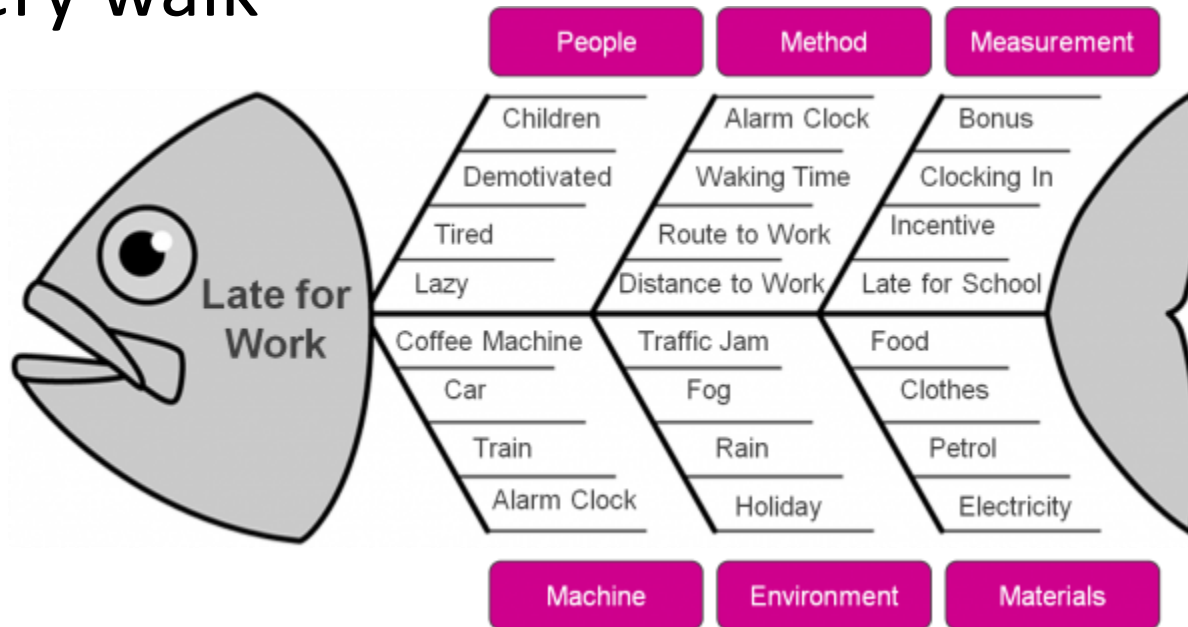 ery walk
People
Method
Measurement
Children
Alarm Clock
Bonus
Demotivated
Waking Time
Clocking In
Tired
Route to Work
Incentive
Lazy
Distance to Work
Late for School
Late for
Work
Coffee Machine
Traffic Jam
Food
Car
Fog
Clothes
Train
Rain
Petrol
Alarm Clock
Holiday
Electricity
Machine
Environment
Materials